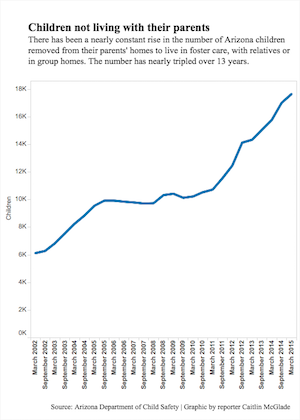 Children not living with their parents
There has been a nearly constant rise in the number of Arizona children
removed from their parents' homes to live in foster care, with relatives or
in group homes. The number has nearly tripled over 13 years.
18K
16K
14K
12K
10K
8K
6K
4K
2K
0K
Children
March 2002
September 2002
March 2003
September 2003
March 2004
September 2004
March 2005
September 2005
March 2006
September 2006
March 2007
September 2007
March 2008
September 2008
March 2009
September 2009
March 2010
September 2010
March 2011
September 2011
March 2012
September 2012
March 2013
September 2013
March 2014
September 2014
March 2015
Source: Arizona Department of Child Safety | Graphic by reporter Caitlin McGlade